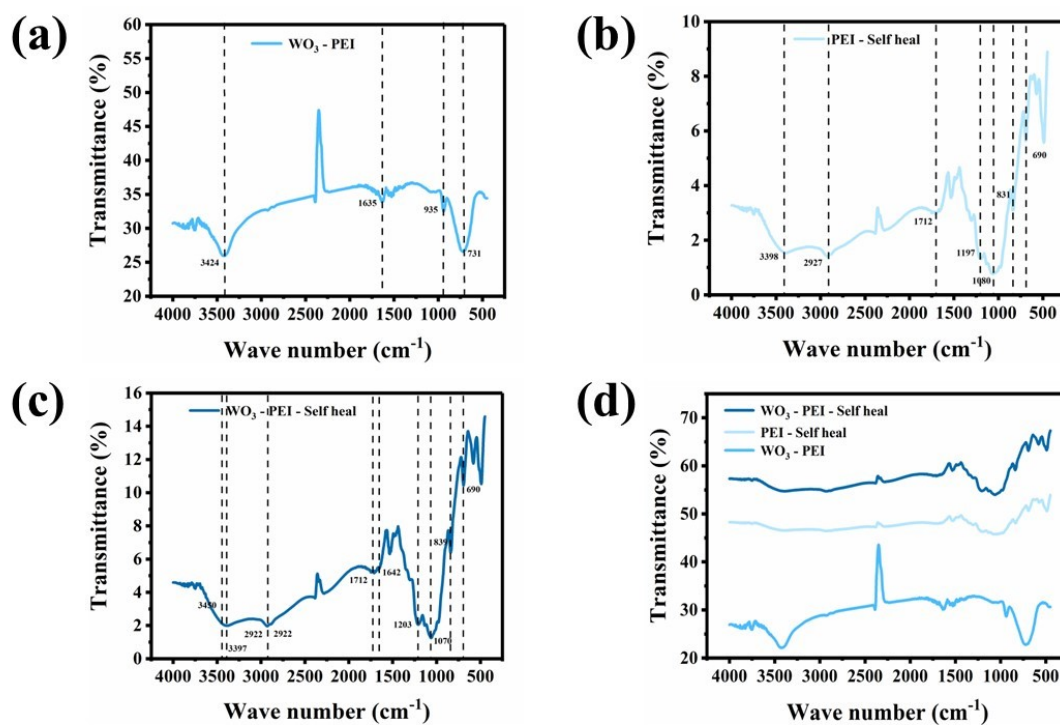 (a)
WO3 - PEI
Transmittance (%)
60
55
50
45
40
35
30
25
20
3424
1635
935
731
4000 3500 3000 2500 2000 1500 1000 500
Wave number (cm-1)
(b)
PEI - Self heal
Transmittance (%)
10
8
6
4
2
0
3398
2927
1712
1197
1080
831
690
4000 3500 3000 2500 2000 1500 1000 500
Wave number (cm-1)
(c)
WO3 - PEI - Self heal
Transmittance (%)
16
14
12
10
8
6
4
2
0
3450
3397
2922
2922
1712
1642
1203
1070
839
690
4000 3500 3000 2500 2000 1500 1000 500
Wave number (cm-1)
(d)
WO3 - PEI - Self heal
PEI - Self heal
WO3 - PEI
Transmittance (%)
70
60
50
40
30
20
4000 3500 3000 2500 2000 1500 1000 500
Wave number (cm-1)